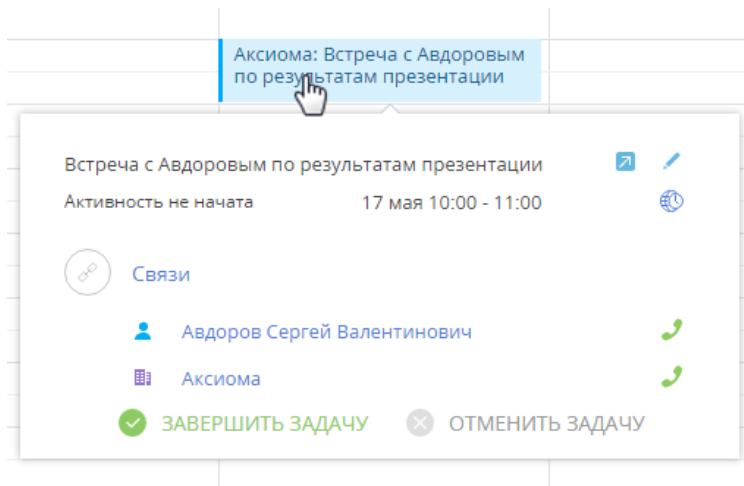 Аксиома: Встреча с Авдоровым
по результатам презентации
Встреча с Авдоровым по результатам презентации
Активность не начата 17 мая 10:00 - 11:00
Связи
Авдоров Сергей Валентинович
Аксиома
ЗАВЕРШИТЬ ЗАДАЧУ ОТМЕНИТЬ ЗАДАЧУ